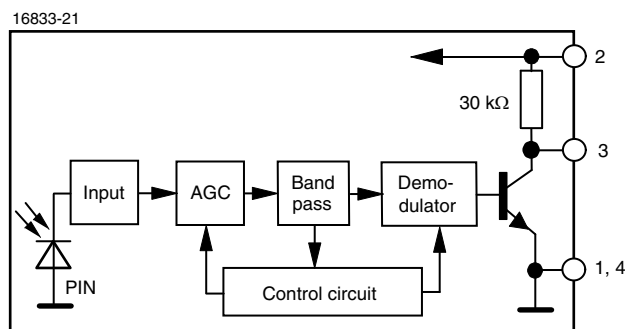 16833-21
2
30 kΩ
3
Input
AGC
Band
pass
Demo-
dulator
PIN
Control circuit
1, 4